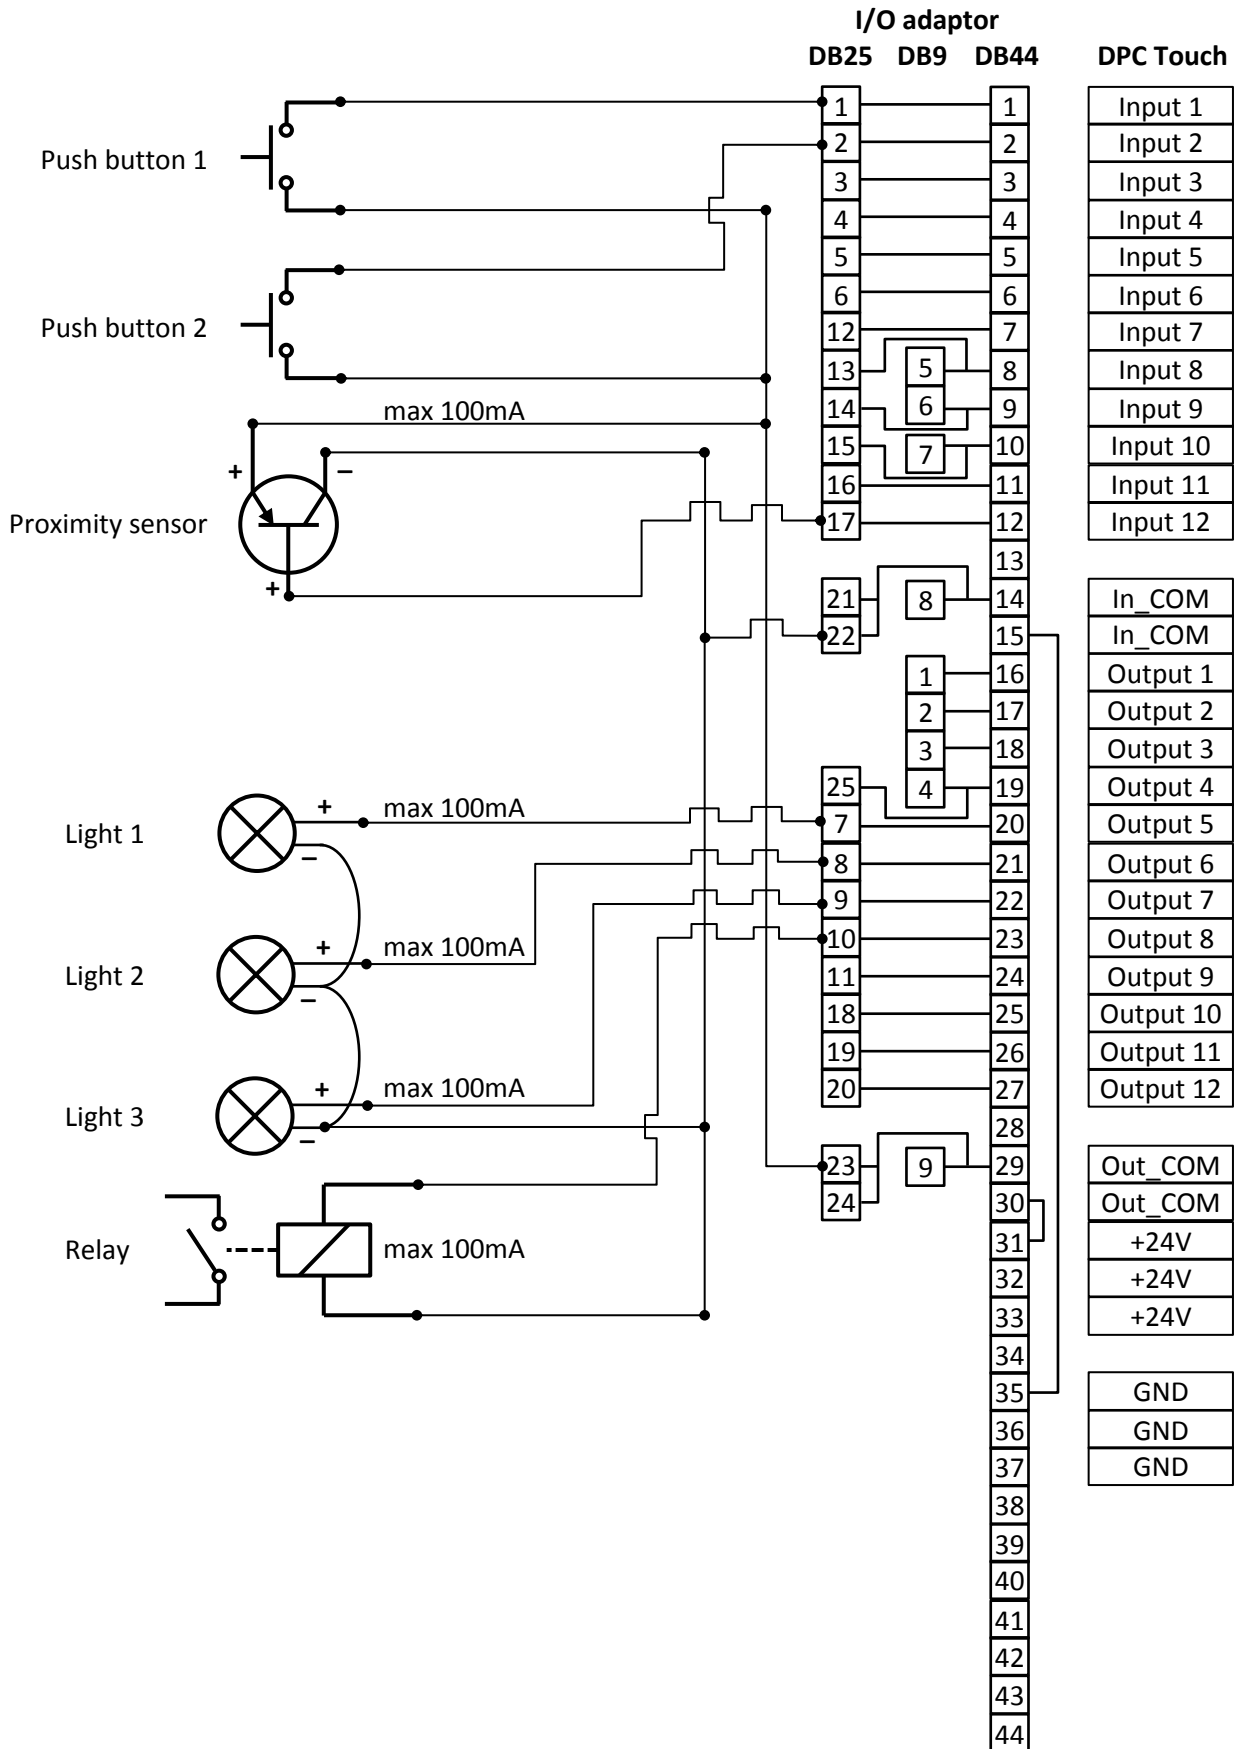 I/O adaptor
DB25 DB9 DB44 DPC Touch
1 1 Input 1
2 2 Input 2
Push button 1
3 3 Input 3
4 4 Input 4
5 5 Input 5
6 6 Input 6
Push button 2
12 7 Input 7
13 5 8 Input 8
max 100mA
14 6 9 Input 9
15 7 10 Input 10
+ −
16 11 Input 11
Proximity sensor
17 12 Input 12
13
+
21 8 14 In_COM
22 15 In_COM
1 16 Output 1
2 17 Output 2
3 18 Output 3
25 4 19 Output 4
+ max 100mA
Light 1
7 20 Output 5
−
8 21 Output 6
9 22 Output 7
+ max 100mA
10 23 Output 8
Light 2
11 24 Output 9
−
18 25 Output 10
19 26 Output 11
+ max 100mA
20 27 Output 12
Light 3
−
28
23 9 29 Out_COM
24 30 Out_COM
Relay max 100mA
31 +24V
32 +24V
33 +24V
34
35 GND
36 GND
37 GND
38
39
40
41
42
43
44